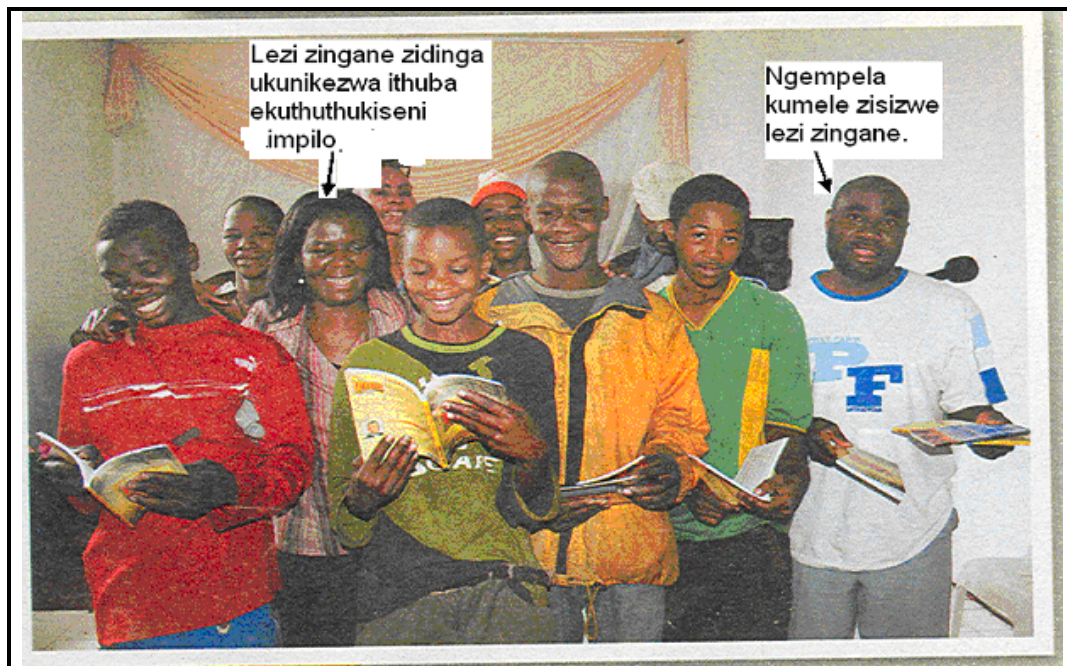 Lezi zingane zidinga
ukunikezwa ithuba
ekuthuthukiseni
.impilo.
Ngempela
kumele zisizwe
lezi zingane.
P
F